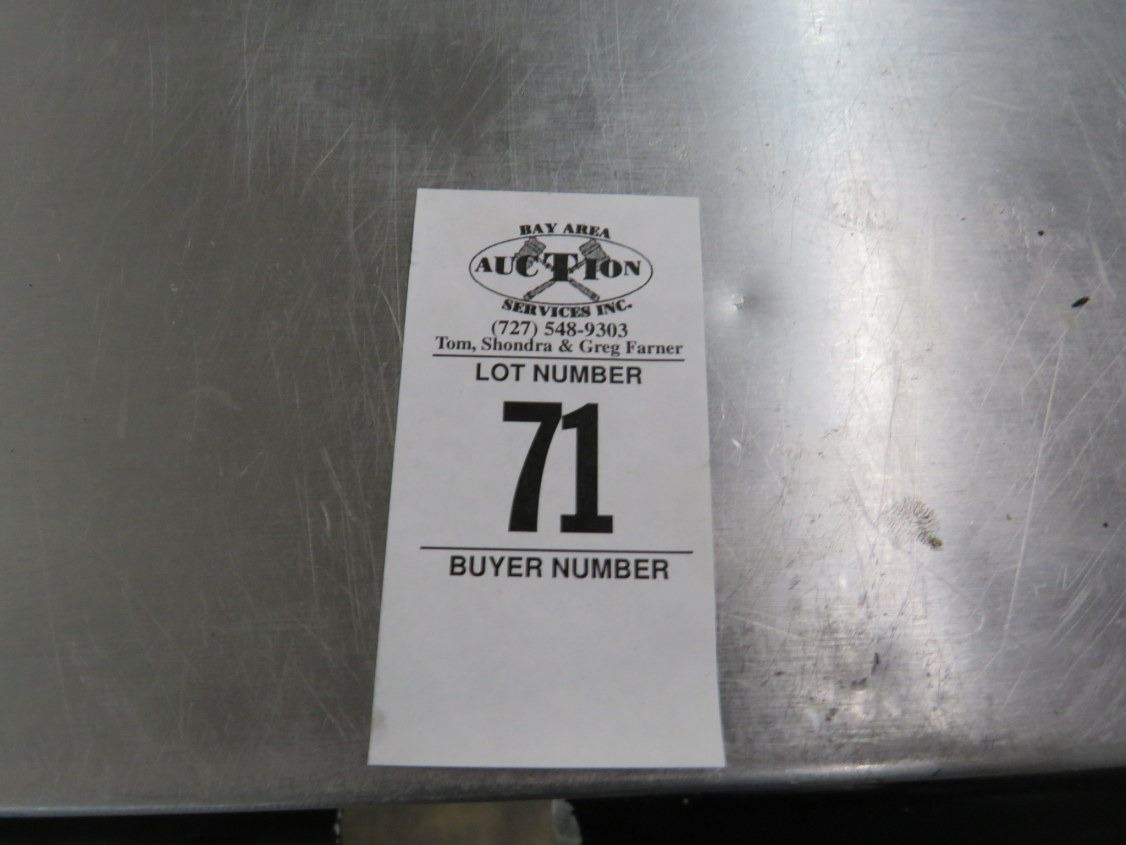 BAY AREA
AUCTION
SERVICES INC.
(727) 548-9303
Tom, Shondra & Greg Farner
LOT NUMBER
71
BUYER NUMBER